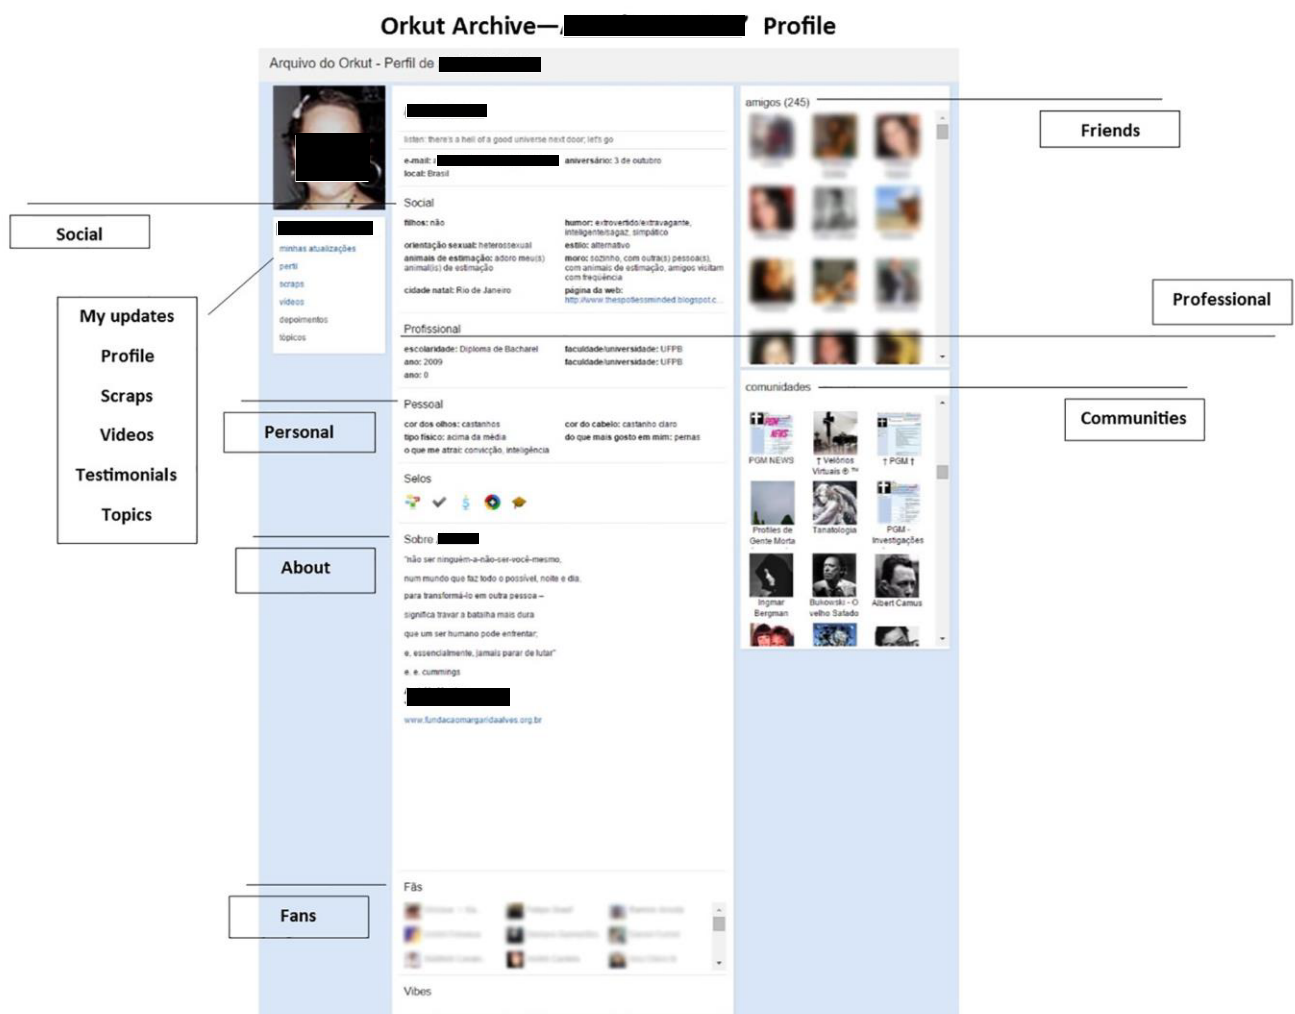 Orkut Archive— Profile
Arquivo do Orkut - Perfil de
listen: there's a hell of a good universe next door; let's go
e-mail: aniversário: 3 de outubro
local: Brasil
Social
filhos: não
humor: extrovertido/extravagante,
inteligente/sagaz, simpático
orientação sexual: heterossexual
estilo: alternativo
animais de estimação: adoro meu(s)
animal(is) de estimação
moro: sozinho, com outra(s) pessoa(s),
com animais de estimação, amigos visitam
com freqüência
cidade natal: Rio de Janeiro
página da web:
http://www.thespotlessminded.blogspot.c...
Profissional
escolaridade: Diploma de Bacharel
faculdade/universidade: UFPB
ano: 2009
faculdade/universidade: UFPB
ano: 0
Pessoal
cor dos olhos: castanhos
cor do cabelo: castanho claro
tipo físico: acima da média
do que mais gosto em mim: pernas
o que me atrai: convicção, inteligência
Selos
Sobre
"não ser ninguém-a-não-ser-você-mesmo,
num mundo que faz todo o possível, noite e dia,
para transformá-lo em outra pessoa –
significa travar a batalha mais dura
que um ser humano pode enfrentar;
e, essencialmente, jamais parar de lutar"
e. e. cummings
www.fundacaomargaridaalves.org.br
Fãs
Vibes
minhas atualizações
perfil
scraps
vídeos
depoimentos
tópicos
amigos (245)
comunidades
PGM NEWS
† Velórios
Virtuais ® ™
† PGM †
Profiles de
Gente Morta
Tanatologia
PGM -
Investigações
Ingmar
Bergman
Bukowski - O
velho Safado
Albert Camus
Social
My updates
Profile
Scraps
Videos
Testimonials
Topics
Personal
About
Fans
Friends
Professional
Communities